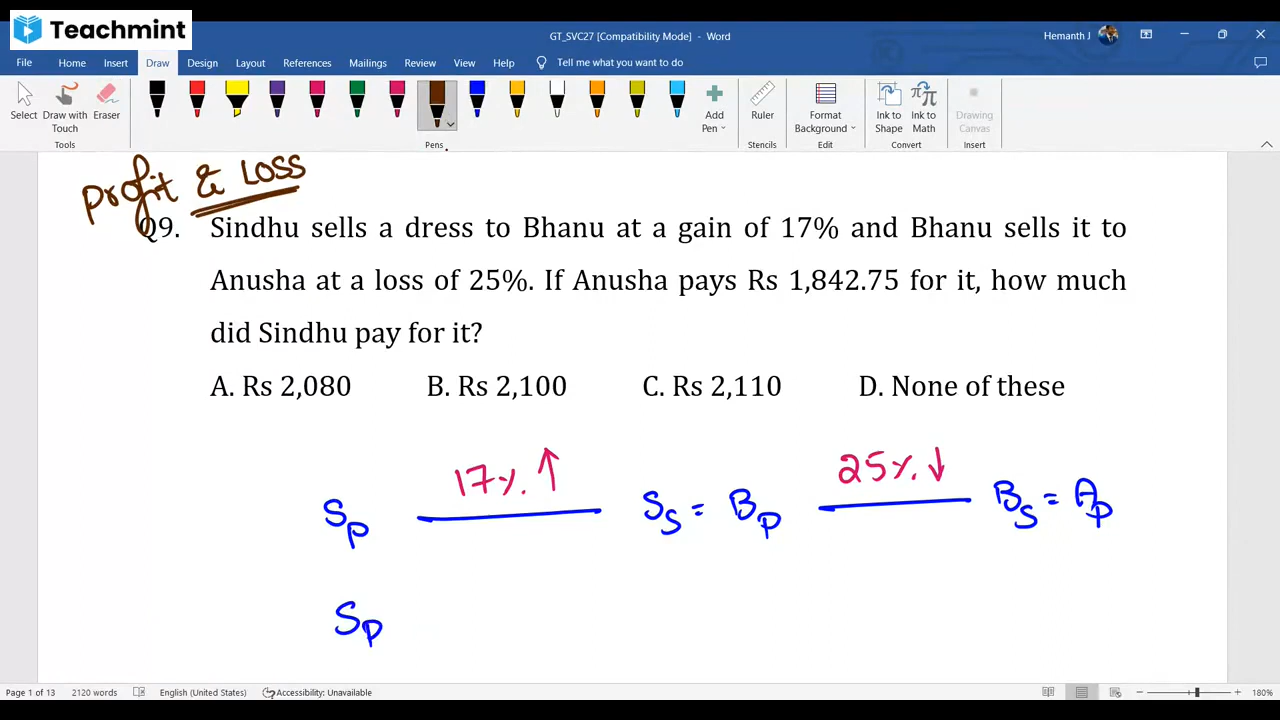 Teachmint
GT_SVC27 [Compatibility Mode] - Word
Hemanth J
File Home Insert Draw Design Layout References Mailings Review View Help Tell me what you want to do
Select Draw with Touch Eraser Add Pen Ruler Format Background Ink to Shape Ink to Math Drawing Canvas
Tools Pens Stencils Edit Convert Insert
Profit & Loss
Q9. Sindhu sells a dress to Bhanu at a gain of 17% and Bhanu sells it to
Anusha at a loss of 25%. If Anusha pays Rs 1,842.75 for it, how much
did Sindhu pay for it?
A. Rs 2,080 B. Rs 2,100 C. Rs 2,110 D. None of these
17% ↑ 25% ↓
Sp Ss = Bp Bs = Ap
Sp
Page 1 of 13 2120 words English (United States) Accessibility: Unavailable 180%